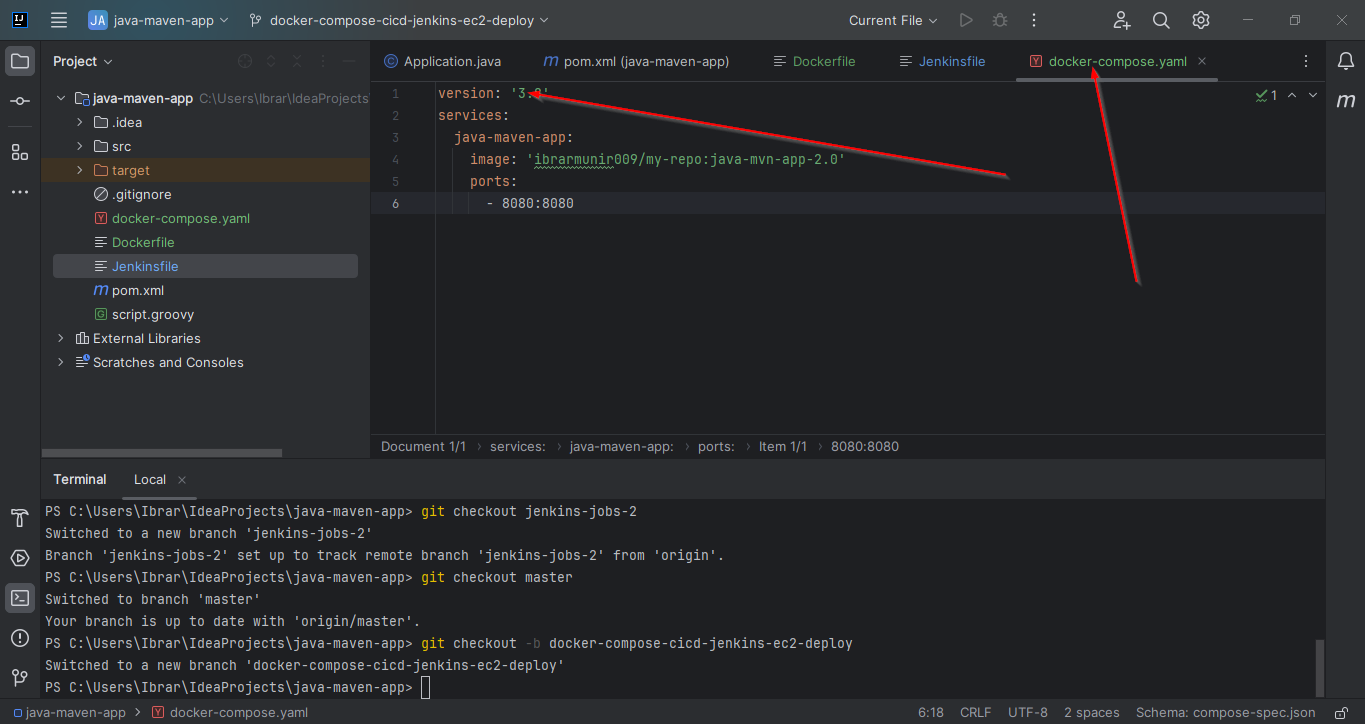 JA java-maven-app docker-compose-cicd-jenkins-ec2-deploy Current File
Project
java-maven-app C:\Users\Ibrar\IdeaProjects
.idea
src
target
.gitignore
docker-compose.yaml
Dockerfile
Jenkinsfile
pom.xml
script.groovy
External Libraries
Scratches and Consoles
Application.java pom.xml (java-maven-app) Dockerfile Jenkinsfile docker-compose.yaml
1 version:
2 services:
3 java-maven-app:
4 image: 'ibrarmunir009/my-repo:java-mvn-app-2.0'
5 ports:
6 - 8080:8080
1
Document 1/1 services: java-maven-app: ports: Item 1/1 8080:8080
Terminal Local
PS C:\Users\Ibrar\IdeaProjects\java-maven-app> git checkout jenkins-jobs-2
Switched to a new branch 'jenkins-jobs-2'
Branch 'jenkins-jobs-2' set up to track remote branch 'jenkins-jobs-2' from 'origin'.
PS C:\Users\Ibrar\IdeaProjects\java-maven-app> git checkout master
Switched to branch 'master'
Your branch is up to date with 'origin/master'.
PS C:\Users\Ibrar\IdeaProjects\java-maven-app> git checkout -b docker-compose-cicd-jenkins-ec2-deploy
Switched to a new branch 'docker-compose-cicd-jenkins-ec2-deploy'
PS C:\Users\Ibrar\IdeaProjects\java-maven-app>
java-maven-app docker-compose.yaml 6:18 CRLF UTF-8 2 spaces Schema: compose-spec.json